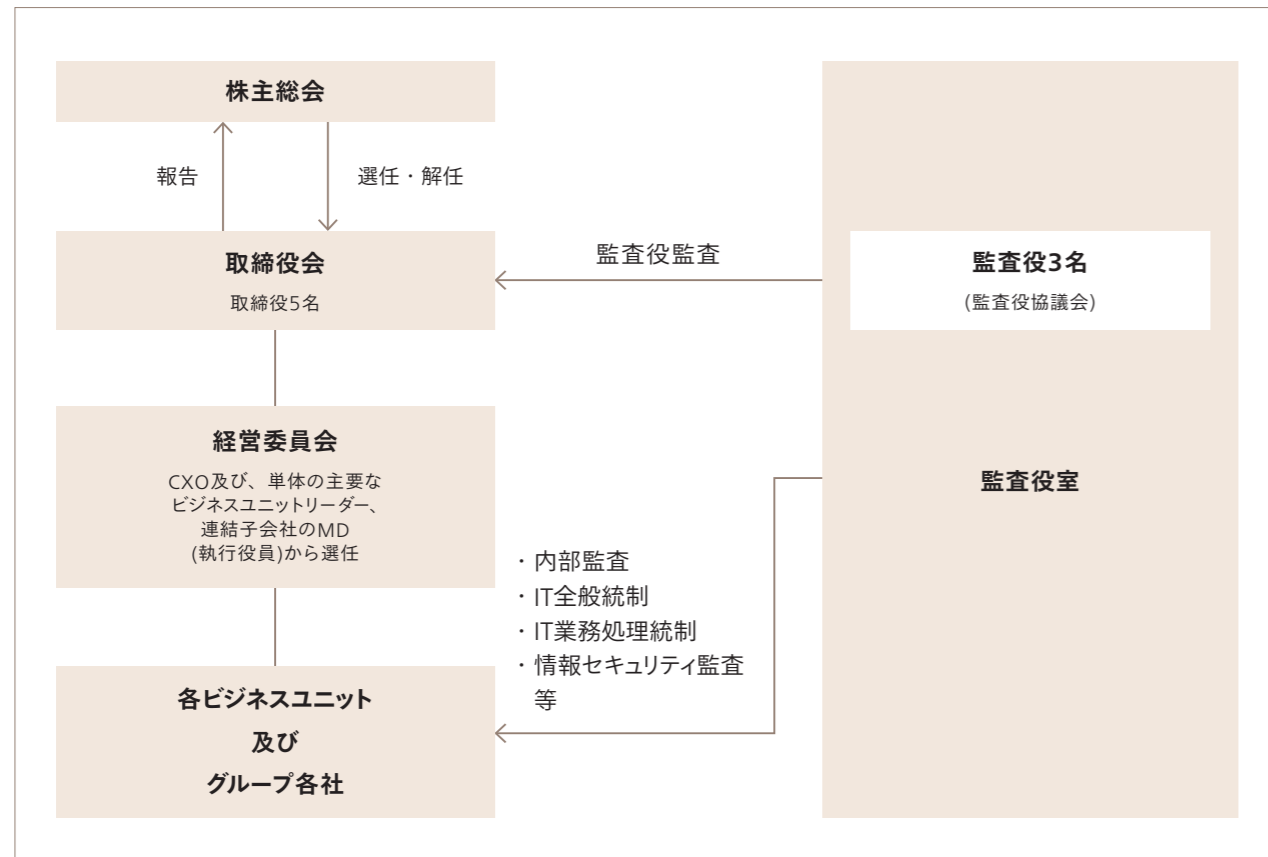 株主総会
報告
選任・解任
取締役会
取締役5名
監査役監査
監査役3名
(監査役協議会)
経営委員会
CXO及び、単体の主要な
ビジネスユニットリーダー、
連結子会社のMD
(執行役員)から選任
監査役室
・内部監査
・IT全般統制
・IT業務処理統制
・情報セキュリティ監査
等
各ビジネスユニット
及び
グループ各社